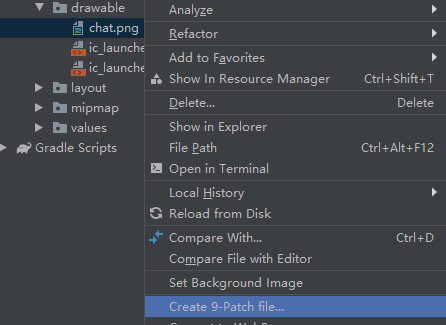 drawable
chat.png
ic_launche
ic_launche
layout
mipmap
values
Gradle Scripts
Analyze
Refactor
Add to Favorites
Show In Resource Manager Ctrl+Shift+T
Delete... Delete
Show in Explorer
File Path Ctrl+Alt+F12
Open in Terminal
Local History
Reload from Disk
Compare With... Ctrl+D
Compare File with Editor
Set Background Image
Create 9-Patch file...